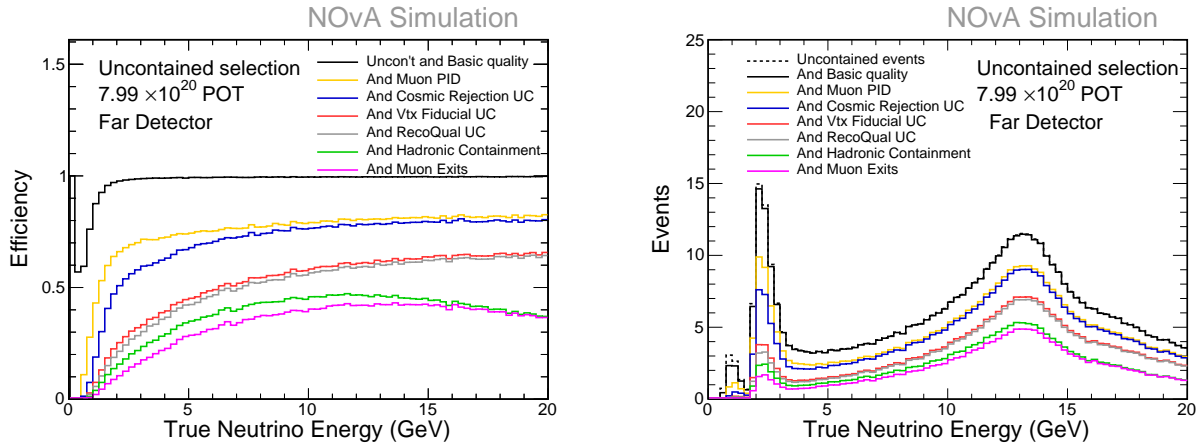 NOvA Simulation
Uncontained selection
7.99 ×10^20 POT
Far Detector
Uncon't and Basic quality
And Muon PID
And Cosmic Rejection UC
And Vtx Fiducial UC
And RecoQual UC
And Hadronic Containment
And Muon Exits
1.5
1
0.5
0
Efficiency
0 5 10 15 20
True Neutrino Energy (GeV)
NOvA Simulation
Uncontained events
And Basic quality
And Muon PID
And Cosmic Rejection UC
And Vtx Fiducial UC
And RecoQual UC
And Hadronic Containment
And Muon Exits
Uncontained selection
7.99 ×10^20 POT
Far Detector
25
20
15
10
5
0
Events
0 5 10 15 20
True Neutrino Energy (GeV)